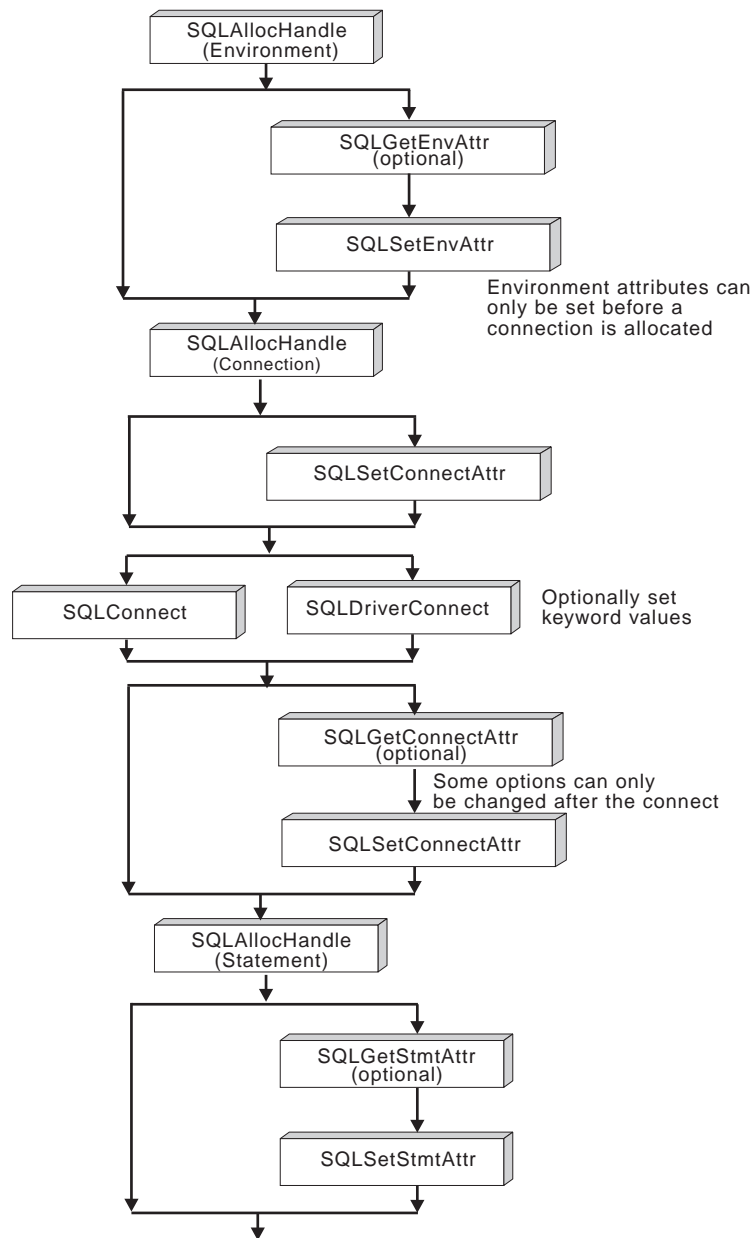 SQLAllocHandle
(Environment)
SQLGetEnvAttr
(optional)
SQLSetEnvAttr
Environment attributes can
only be set before a
connection is allocated
SQLAllocHandle
(Connection)
SQLSetConnectAttr
SQLConnect
SQLDriverConnect
Optionally set
keyword values
SQLGetConnectAttr
(optional)
Some options can only
be changed after the connect
SQLSetConnectAttr
SQLAllocHandle
(Statement)
SQLGetStmtAttr
(optional)
SQLSetStmtAttr